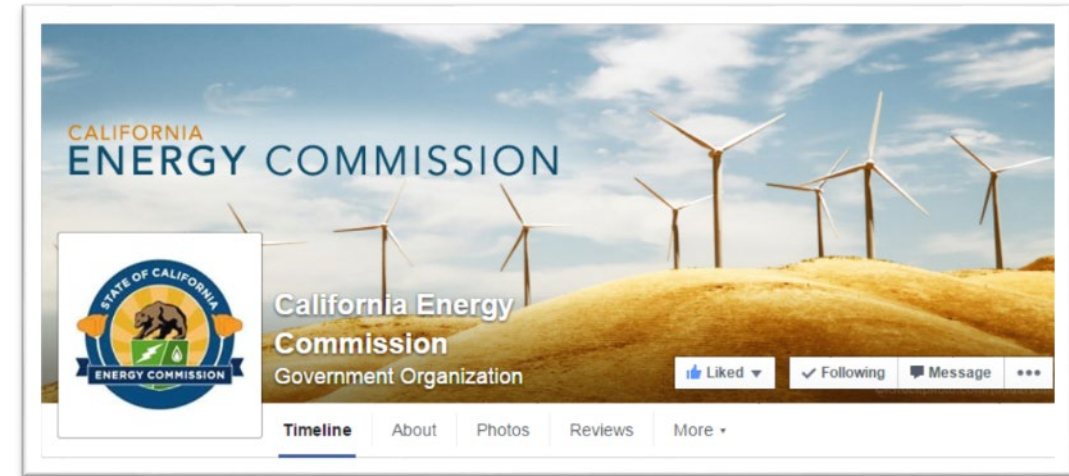 CALIFORNIA
ENERGY COMMISSION
STATE OF CALIFORNIA
ENERGY COMMISSION
California Energy
Commission
Government Organization
Liked
Following
Message
Timeline
About
Photos
Reviews
More